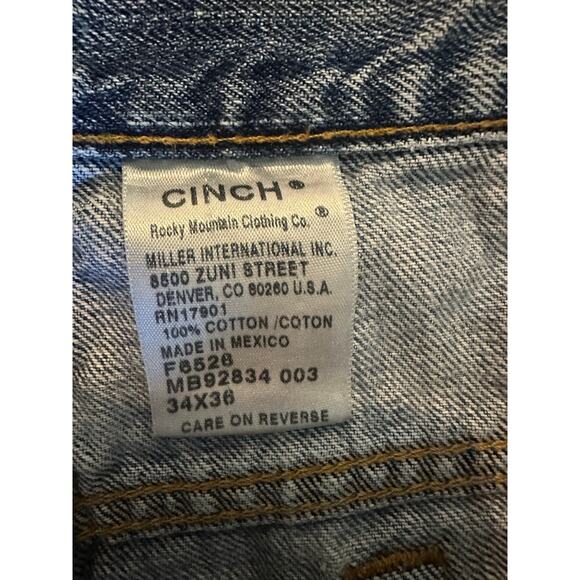 CINCH®
Rocky Mountain Clothing Co. ®
MILLER INTERNATIONAL INC.
8500 ZUNI STREET
DENVER, CO 80260 U.S.A.
RN17901
100% COTTON /COTON
MADE IN MEXICO
F6526
MB92834 003
34X36
CARE ON REVERSE